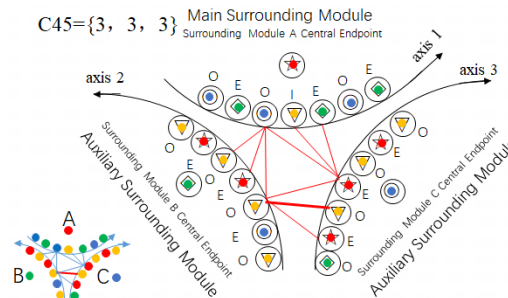 C45={3, 3, 3}
Main Surrounding Module
Surrounding Module A Central Endpoint
axis 1
axis 2
axis 3
O
E
O
I
E
O
E
O
E
O
E
O
E
O
O
E
O
E
O
E
O
Surrounding Module B Central Endpoint
Auxiliary Surrounding Module
Surrounding Module C Central Endpoint
Auxiliary Surrounding Modul
A
B
C